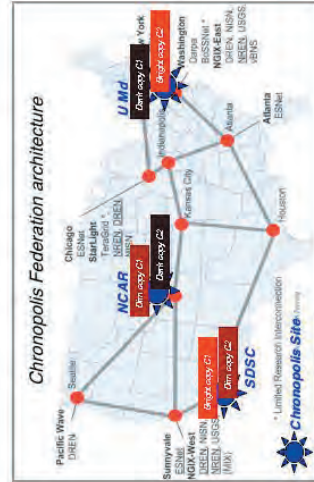 Chronopolis Federation architecture
Pacific Wave
DREN
Seattle
Chicago
ESNet
StarLight
TeraGrid *
NREN, DREN
NISN
NCAR
Dim copy C1
Dark copy C2
U Md
Dark copy C1
Bright copy C2
New York
Washington
Darpa
BoSSNet *
NGIX-East
DREN, NISN,
NREN, USGS,
vBNS
Indianapolis
Kansas City
Atlanta
Atlanta
ESNet
Houston
Sunnyvale
ESNet
NGIX-West
DREN, NISN,
NREN, USGS
(MIX)
Bright copy C1
Dim copy C2
SDSC
* Limited Research Interconnection
Chronopolis Site